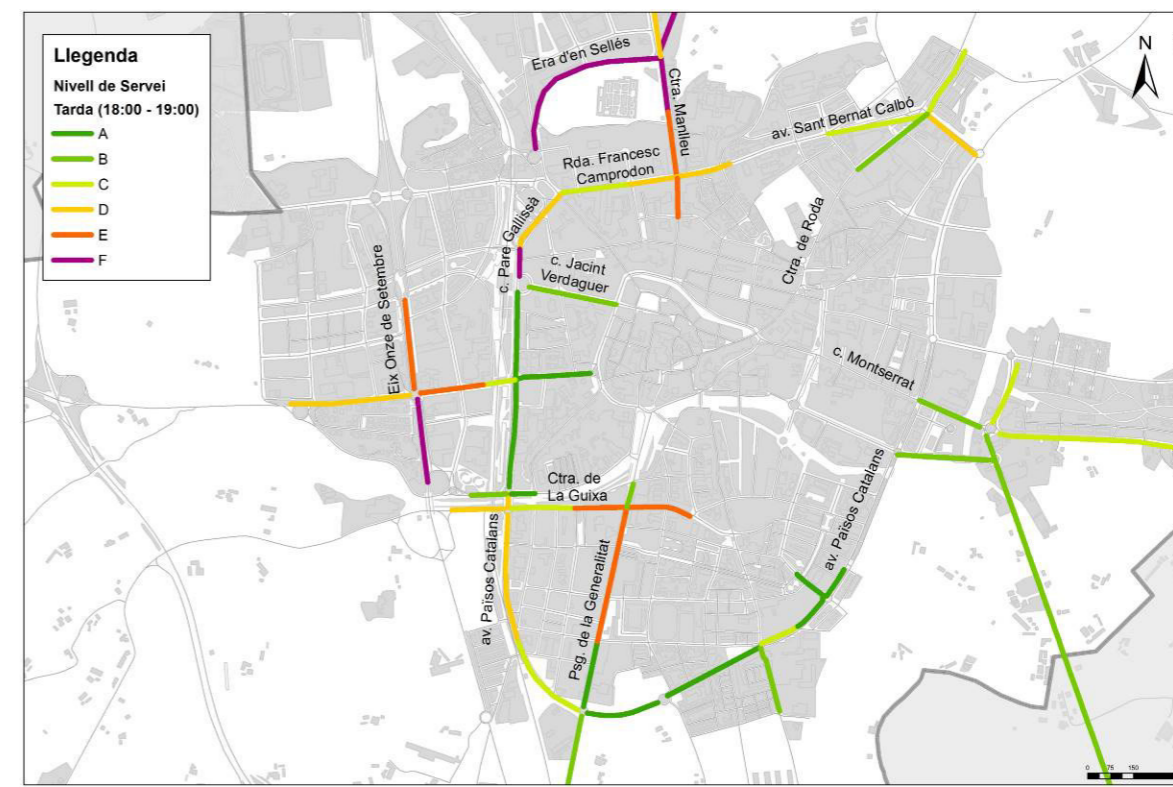 Llegenda
Nivell de Servei
Tarda (18:00 - 19:00)
A
B
C
D
E
F
N
Era d'en Sellés
Ctra. Manlleu
av. Sant Bernat Calbó
Rda. Francesc
Camprodon
c. Pare Gallissà
Ctra. de Roda
c. Jacint
Verdaguer
Eix Onze de Setembre
c. Montserrat
Ctra. de
La Guixa
av. Països Catalans
av. Països Catalans
Psg. de la Generalitat
0 75 150